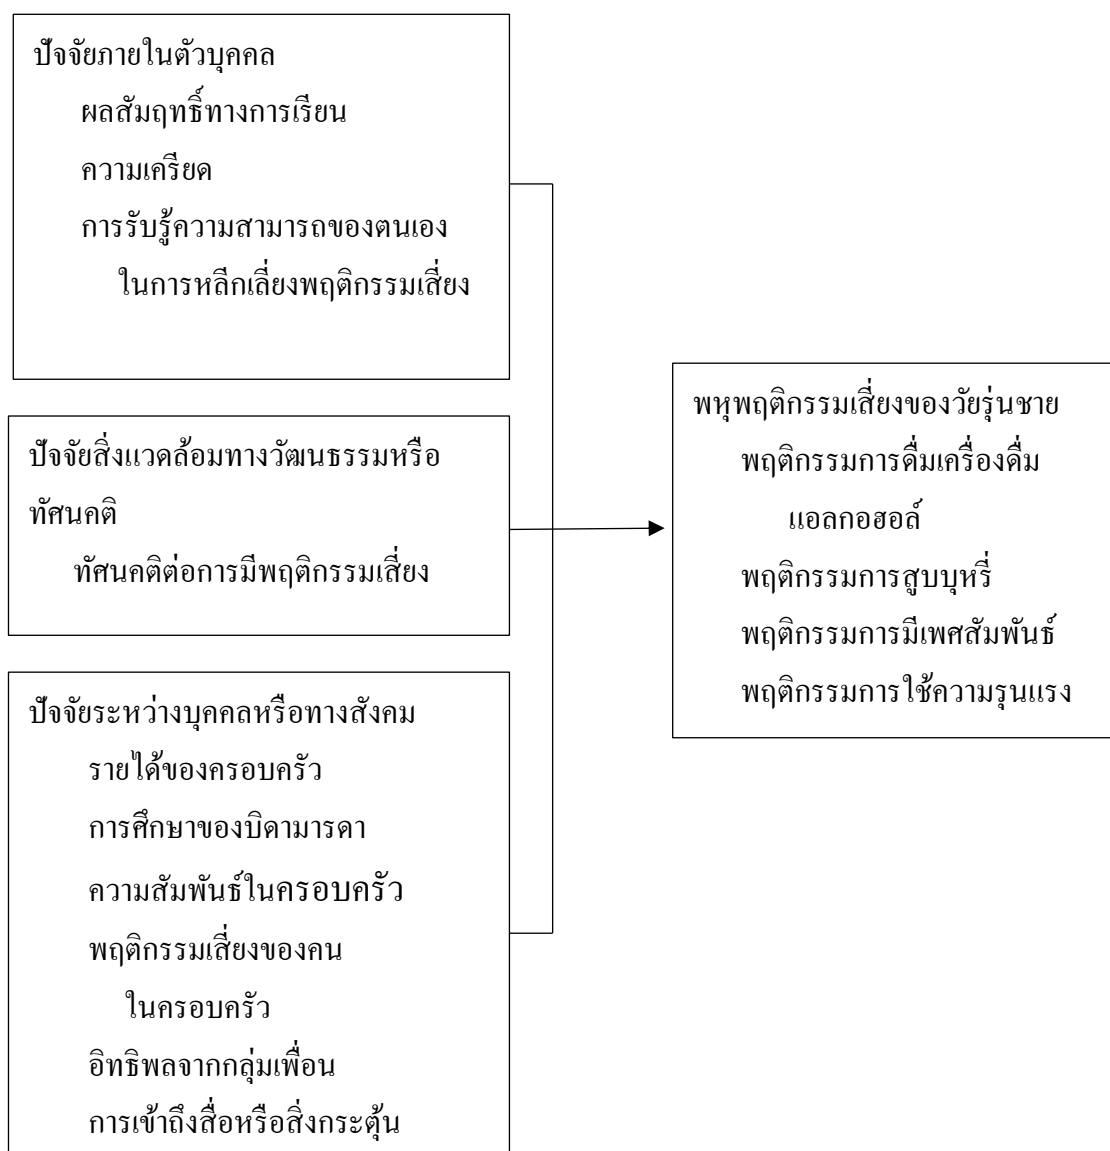 ปัจจัยภายในตัวบุคคล
ผลสัมฤทธิ์ทางการเรียน
ความเครียด
การรับรู้ความสามารถของตนเอง
ในการหลีกเลี่ยงพฤติกรรมเสี่ยง
ปัจจัยสิ่งแวดล้อมทางวัฒนธรรมหรือ
ทัศนคติ
ทัศนคติต่อการมีพฤติกรรมเสี่ยง
ปัจจัยระหว่างบุคคลหรือทางสังคม
รายได้ของครอบครัว
การศึกษาของบิดามารดา
ความสัมพันธ์ในครอบครัว
พฤติกรรมเสี่ยงของคน
ในครอบครัว
อิทธิพลจากกลุ่มเพื่อน
การเข้าถึงสื่อหรือสิ่งกระตุ้น
พหุพฤติกรรมเสี่ยงของวัยรุ่นชาย
พฤติกรรมการดื่มเครื่องดื่ม
แอลกอฮอล์
พฤติกรรมการสูบบุหรี่
พฤติกรรมการมีเพศสัมพันธ์
พฤติกรรมการใช้ความรุนแรง